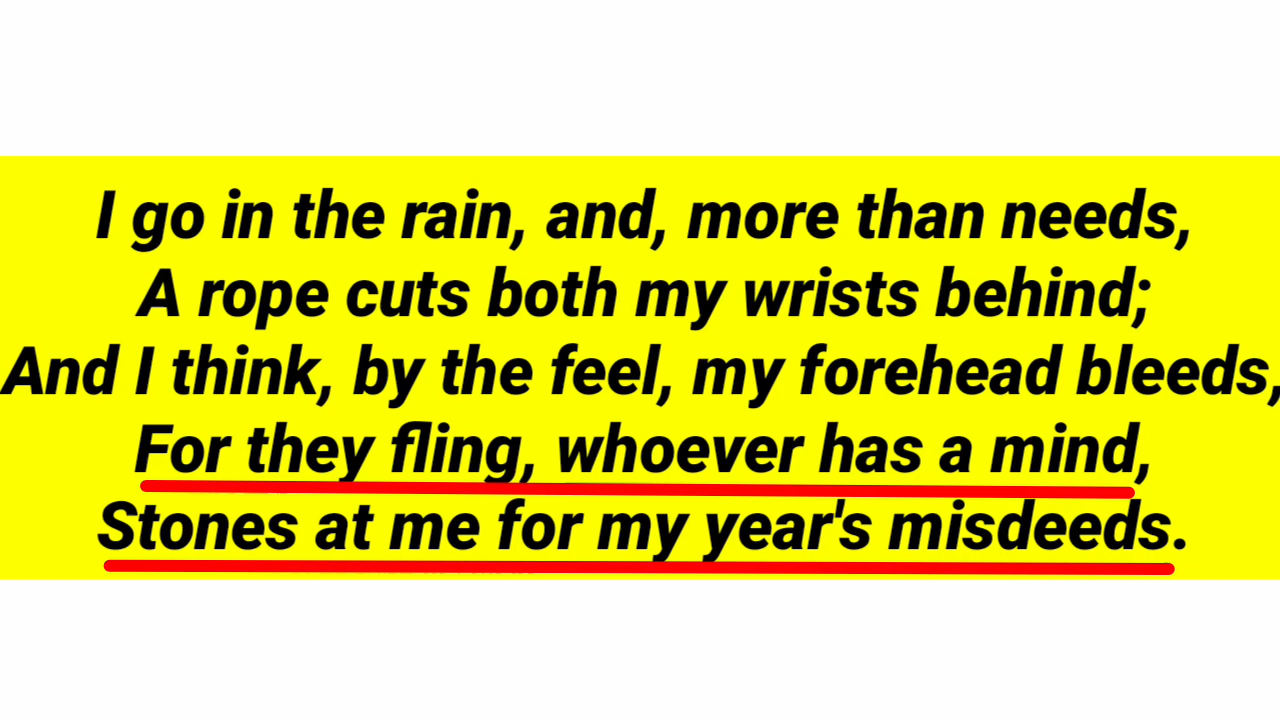 I go in the rain, and, more than needs,
A rope cuts both my wrists behind;
And I think, by the feel, my forehead bleeds,
For they fling, whoever has a mind,
Stones at me for my year's misdeeds.